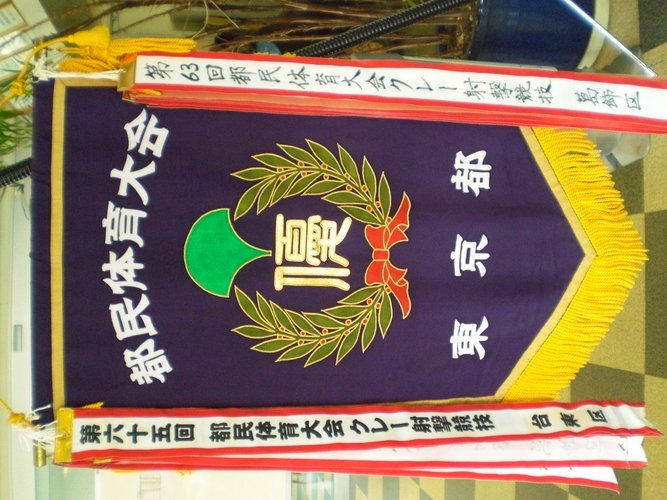 都民体育大会
優
東京都
第63回都民体育大会クレー射撃競技 葛飾区
第六十五回 都民体育大会クレー射撃競技 台東区